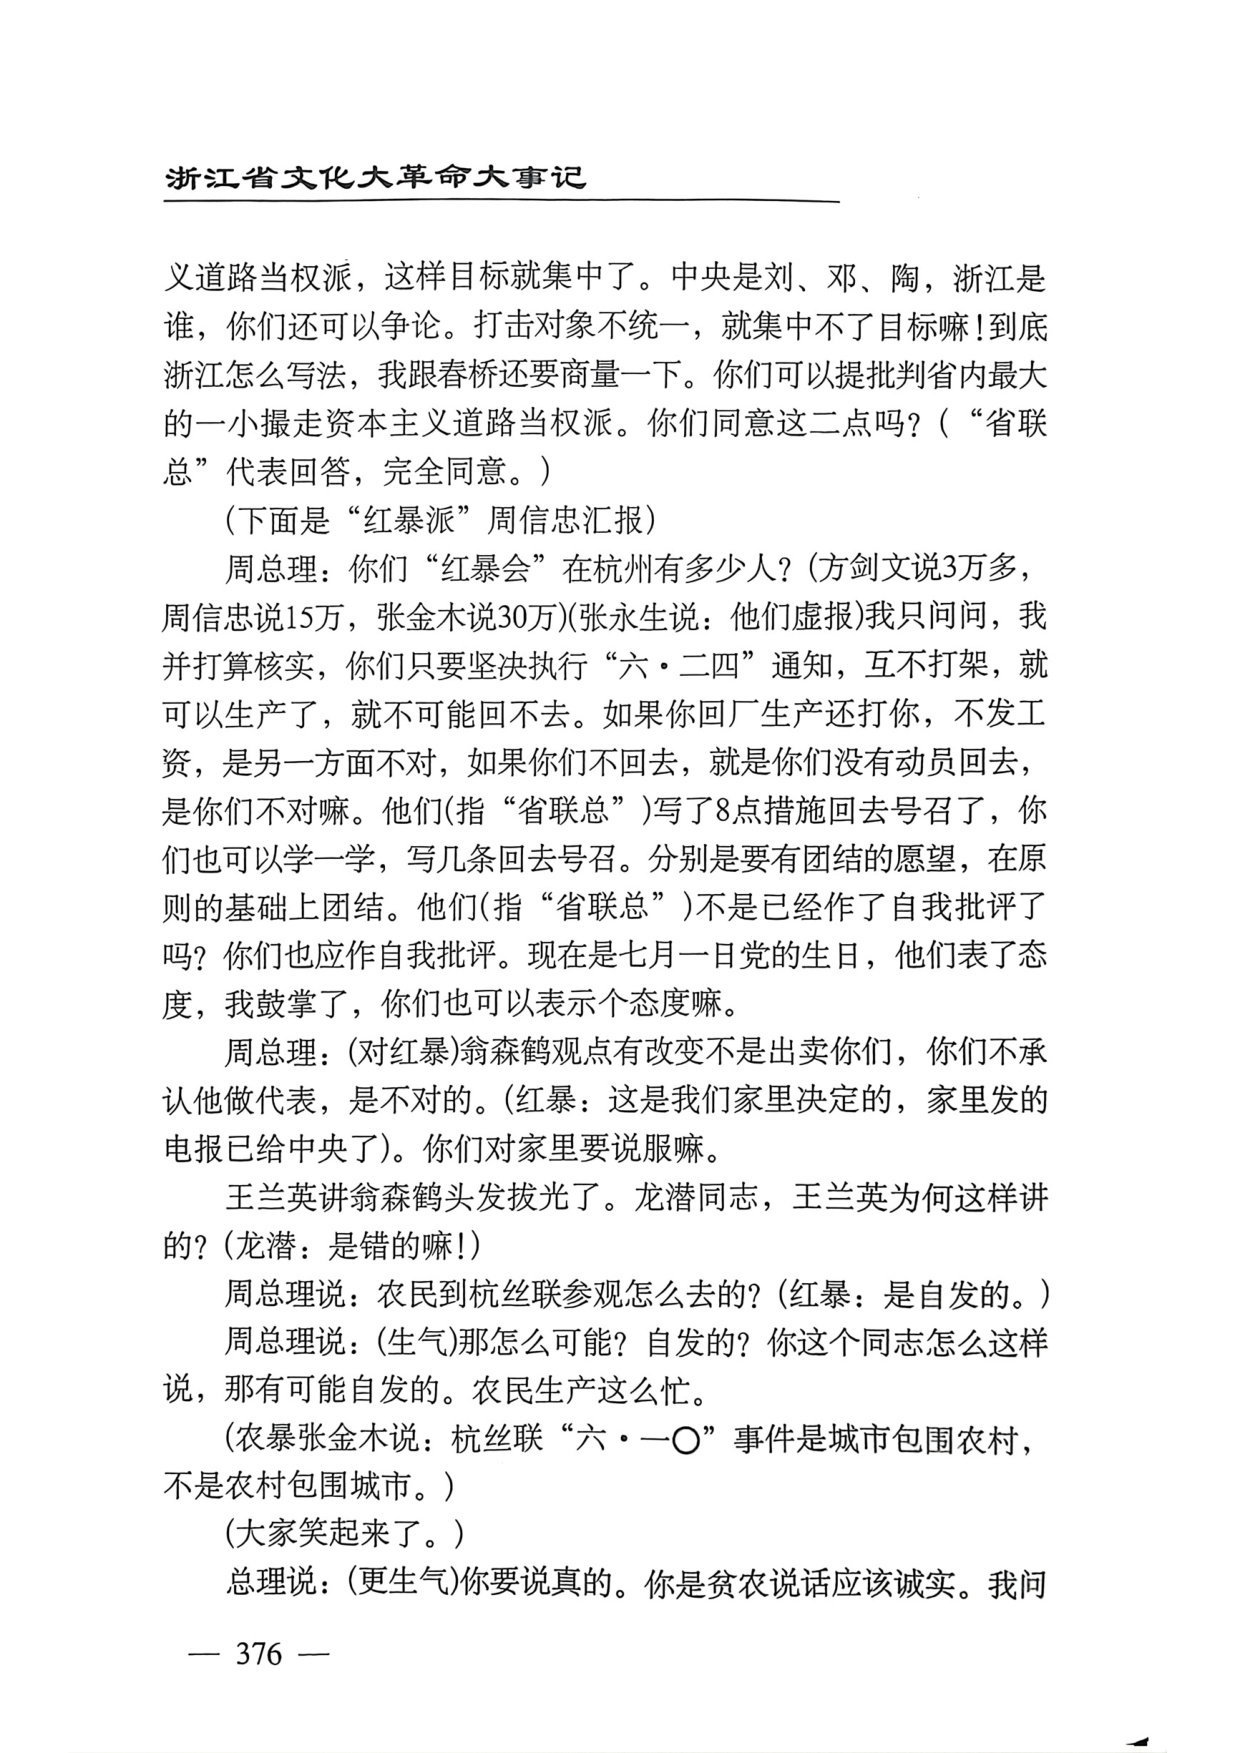 浙江省文化大革命大事记
义道路当权派，这样目标就集中了。中央是刘、邓、陶，浙江是
谁，你们还可以争论。打击对象不统一，就集中不了目标嘛！到底
浙江怎么写法，我跟春桥还要商量一下。你们可以提批判省内最大
的一小撮走资本主义道路当权派。你们同意这二点吗？(“省联
总”代表回答，完全同意。)
(下面是“红暴派”周信忠汇报)
周总理：你们“红暴会”在杭州有多少人？(方剑文说3万多，
周信忠说15万，张金木说30万)(张永生说：他们虚报)我只问问，我
并打算核实，你们只要坚决执行“六·二四”通知，互不打架，就
可以生产了，就不可能回不去。如果你回厂生产还打你，不发工
资，是另一方面不对，如果你们不回去，就是你们没有动员回去，
是你们不对嘛。他们(指“省联总”)写了8点措施回去号召了，你
们也可以学一学，写几条回去号召。分别是要有团结的愿望，在原
则的基础上团结。他们(指“省联总”)不是已经作了自我批评了
吗？你们也应作自我批评。现在是七月一日党的生日，他们表了态
度，我鼓掌了，你们也可以表示个态度嘛。
周总理：(对红暴)翁森鹤观点有改变不是出卖你们，你们不承
认他做代表，是不对的。(红暴：这是我们家里决定的，家里发的
电报已给中央了)。你们对家里要说服嘛。
王兰英讲翁森鹤头发拔光了。龙潜同志，王兰英为何这样讲
的？(龙潜：是错的嘛！)
周总理说：农民到杭丝联参观怎么去的？(红暴：是自发的。)
周总理说：(生气)那怎么可能？自发的？你这个同志怎么这样
说，那有可能自发的。农民生产这么忙。
(农暴张金木说：杭丝联“六·一〇”事件是城市包围农村，
不是农村包围城市。)
(大家笑起来了。)
总理说：(更生气)你要说真的。你是贫农说话应该诚实。我问
— 376 —